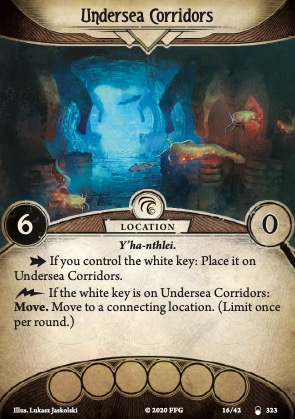 Undersea Corridors
6
LOCATION
0
Y'ha-nthlei.
If you control the white key: Place it on
Undersea Corridors.
If the white key is on Undersea Corridors:
Move. Move to a connecting location. (Limit once
per round.)
Illus. Lukasz Jaskolski © 2020 FFG 16/42 323